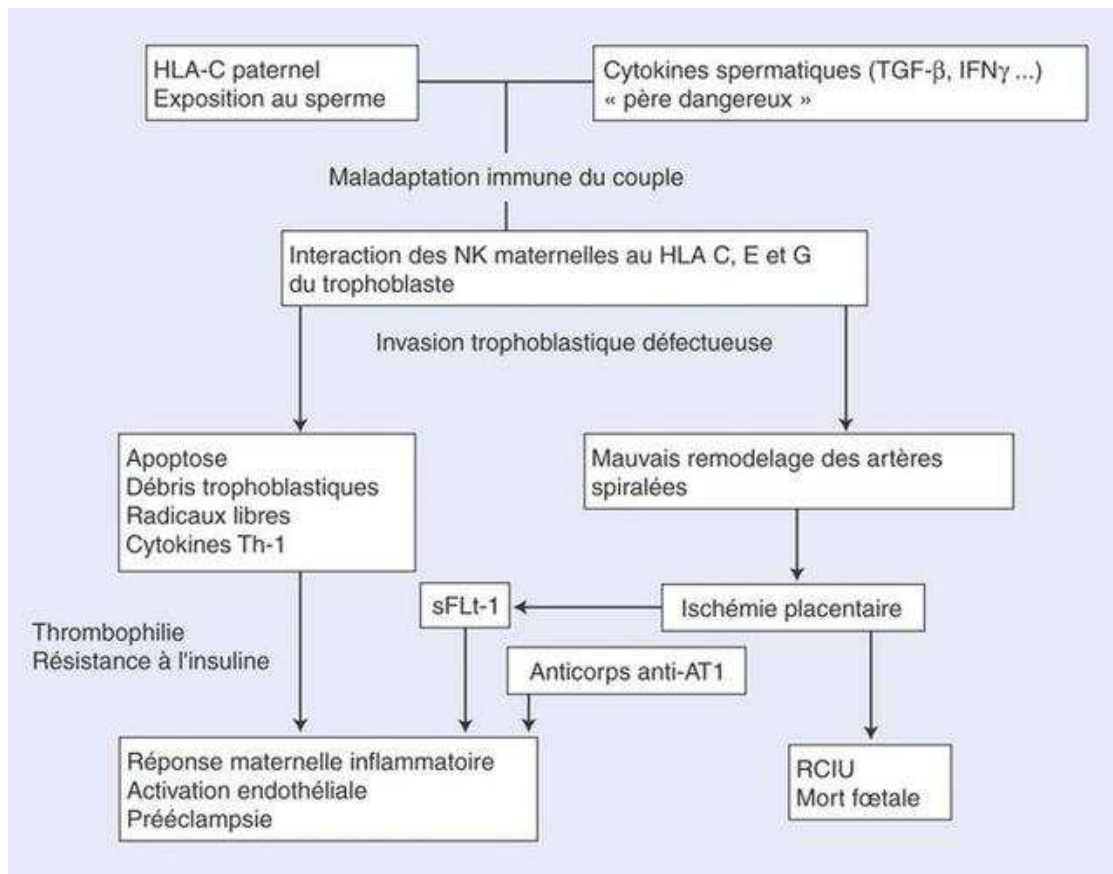 HLA-C paternel
Exposition au sperme
Cytokines spermatiques (TGF-β, IFNγ ...)
« père dangereux »
Maladaptation immune du couple
Interaction des NK maternelles au HLA C, E et G
du trophoblaste
Invasion trophoblastique défectueuse
Apoptose
Débris trophoblastiques
Radicaux libres
Cytokines Th-1
Mauvais remodelage des artères
spiralées
sFLt-1
Ischémie placentaire
Thrombophilie
Résistance à l'insuline
Anticorps anti-AT1
Réponse maternelle inflammatoire
Activation endothéliale
Prééclampsie
RCIU
Mort fœtale